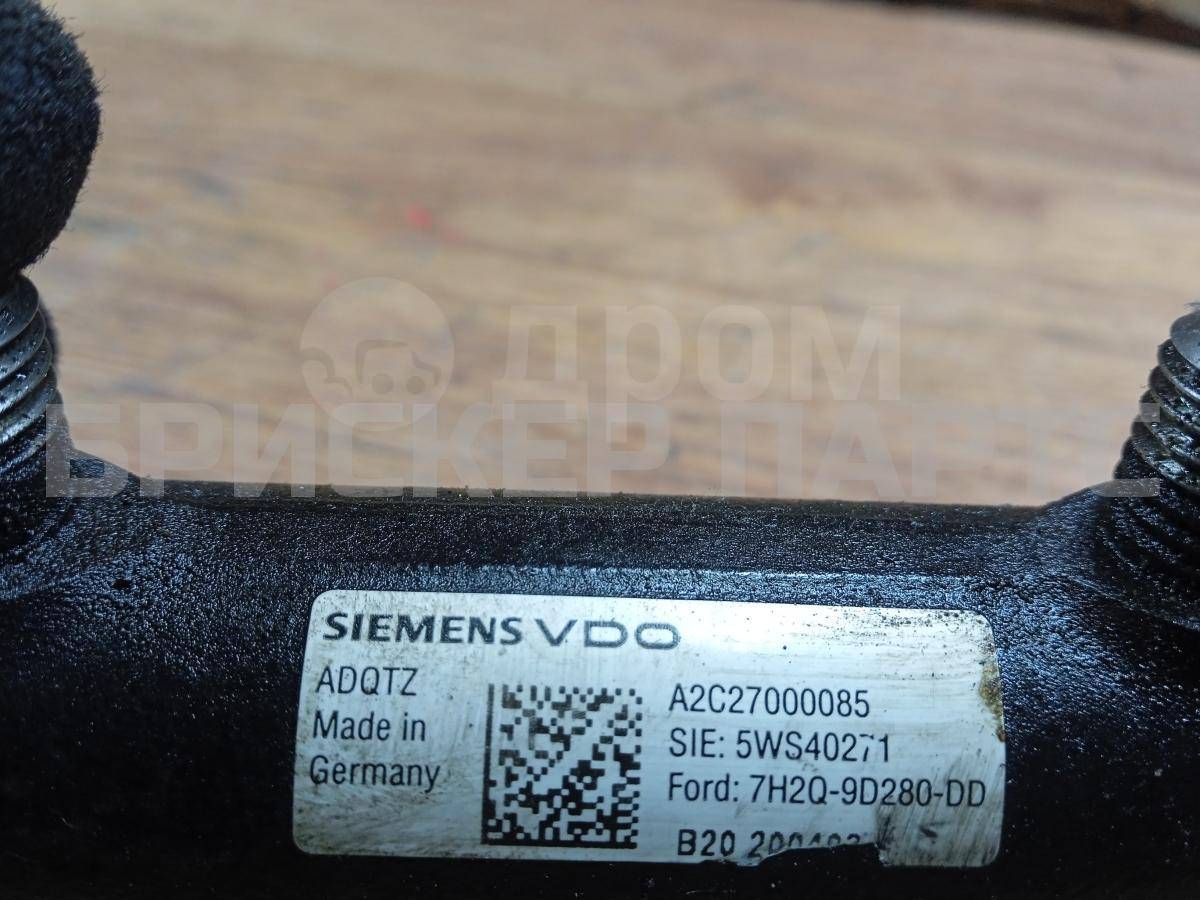 ДРОМ
БРИСКЕР ПАРТС
SIEMENS VDO
ADQTZ
Made in
Germany
A2C27000085
SIE: 5WS40271
Ford: 7H2Q-9D280-DD
B20